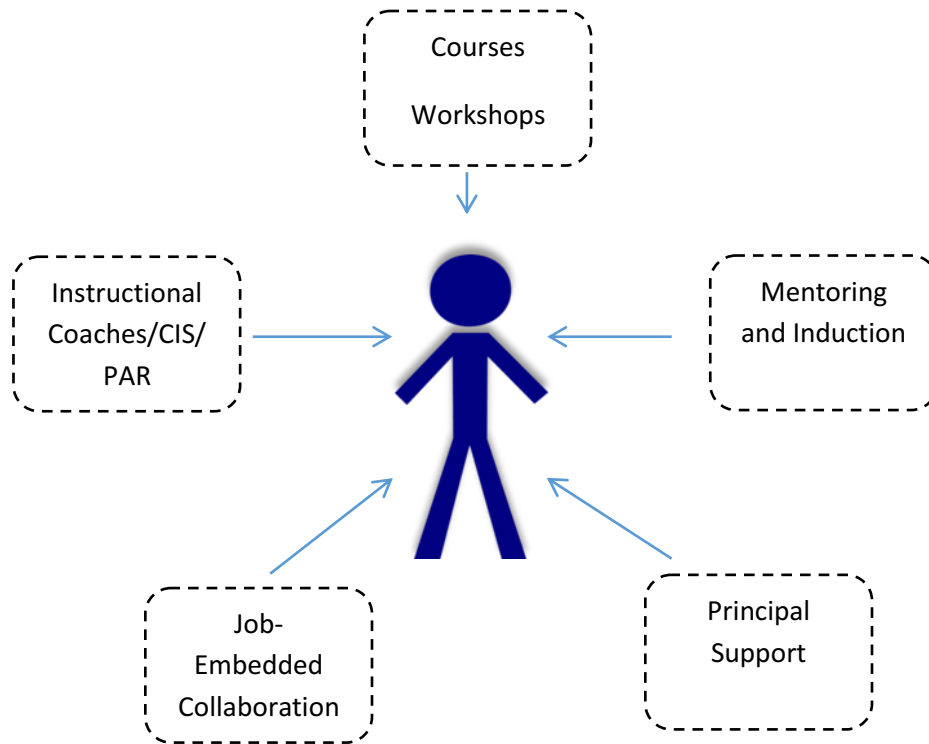 Courses
Workshops
Instructional
Coaches/CIS/
PAR
Mentoring
and Induction
Job-
Embedded
Collaboration
Principal
Support